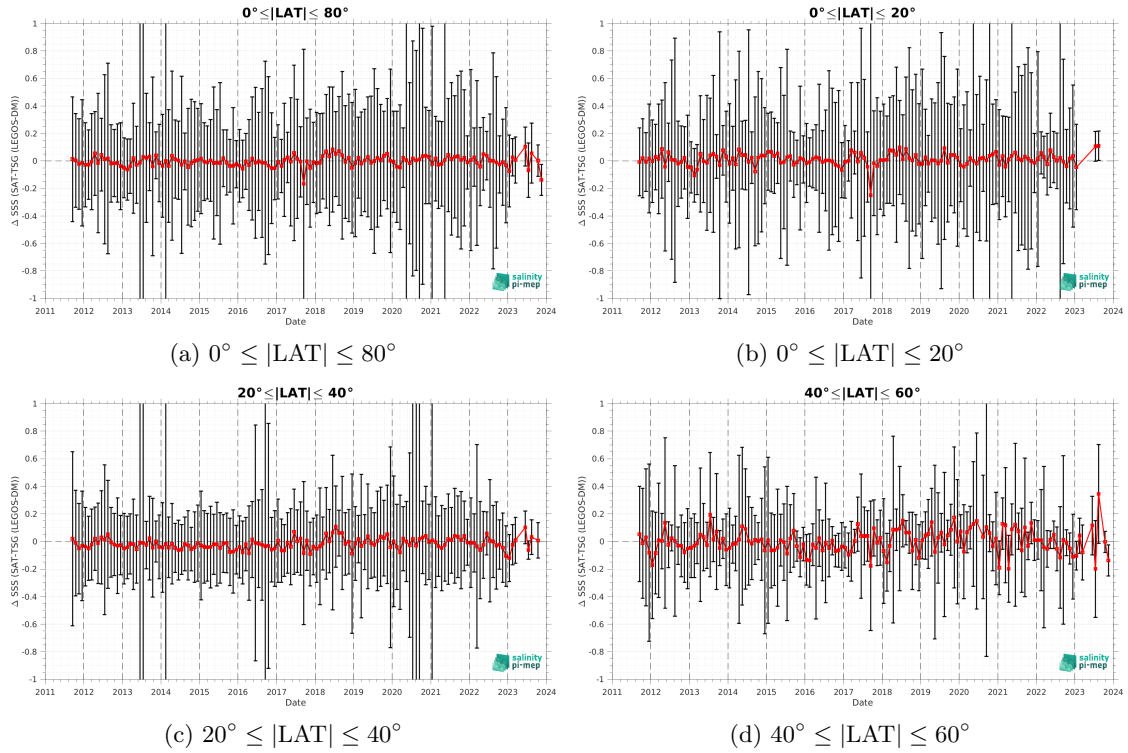 0°≤|LAT|≤ 80°
1
0.8
0.6
0.4
0.2
0
-0.2
-0.4
-0.6
-0.8
-1
Δ SSS (SAT-TSG (LEGOS-DM))
2011 2012 2013 2014 2015 2016 2017 2018 2019 2020 2021 2022 2023 2024
Date
salinity
pi-mep
(a) 0° ≤ |LAT| ≤ 80°
0°≤|LAT|≤ 20°
1
0.8
0.6
0.4
0.2
0
-0.2
-0.4
-0.6
-0.8
-1
Δ SSS (SAT-TSG (LEGOS-DM))
2011 2012 2013 2014 2015 2016 2017 2018 2019 2020 2021 2022 2023 2024
Date
salinity
pi-mep
(b) 0° ≤ |LAT| ≤ 20°
20°≤|LAT|≤ 40°
1
0.8
0.6
0.4
0.2
0
-0.2
-0.4
-0.6
-0.8
-1
Δ SSS (SAT-TSG (LEGOS-DM))
2011 2012 2013 2014 2015 2016 2017 2018 2019 2020 2021 2022 2023 2024
Date
salinity
pi-mep
(c) 20° ≤ |LAT| ≤ 40°
40°≤|LAT|≤ 60°
1
0.8
0.6
0.4
0.2
0
-0.2
-0.4
-0.6
-0.8
-1
Δ SSS (SAT-TSG (LEGOS-DM))
2011 2012 2013 2014 2015 2016 2017 2018 2019 2020 2021 2022 2023 2024
Date
salinity
pi-mep
(d) 40° ≤ |LAT| ≤ 60°